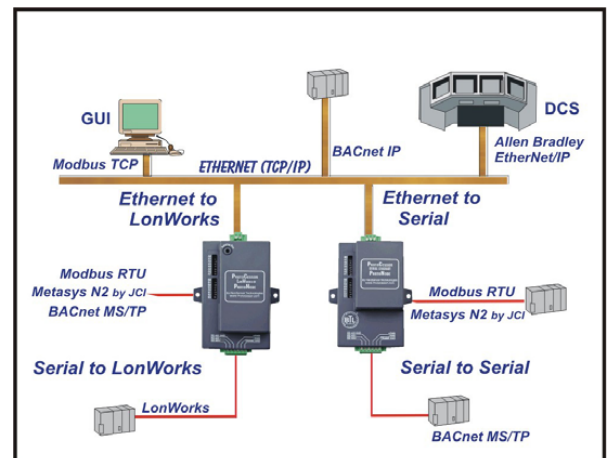 GUI
DCS
Modbus TCP
ETHERNET (TCP/IP)
BACnet IP
Allen Bradley
EtherNet/IP
Ethernet to
LonWorks
Ethernet to
Serial
Modbus RTU
Metasys N2 by JCI
BACnet MS/TP
Modbus RTU
Metasys N2 by JCI
Serial to LonWorks
Serial to Serial
LonWorks
BACnet MS/TP
BTL